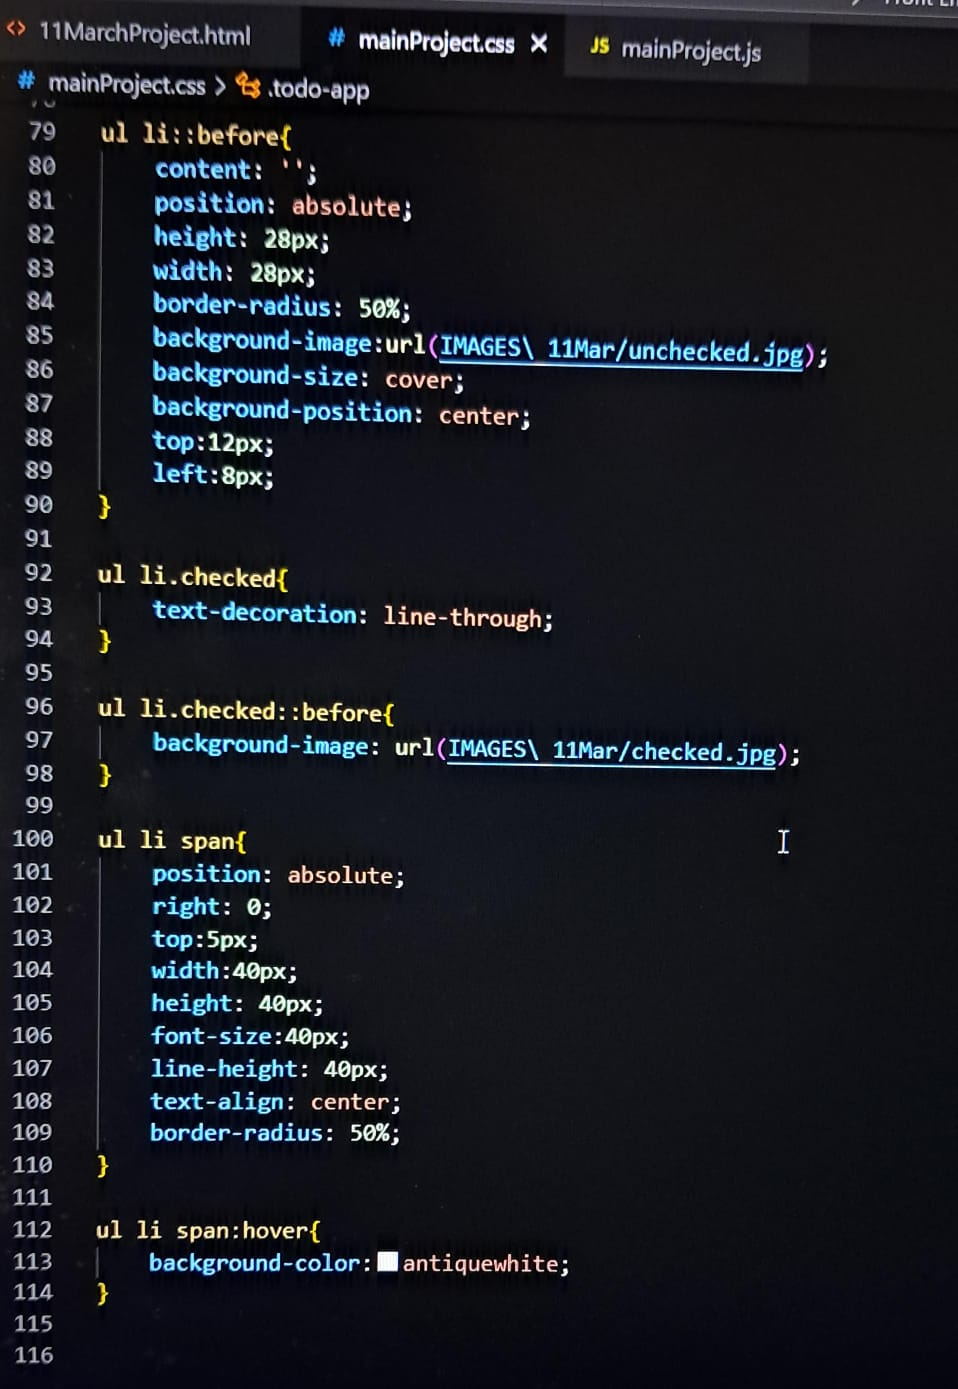 11MarchProject.html
# mainProject.css ×
JS mainProject.js
# mainProject.css > .todo-app
79 ul li::before{
80 content: '';
81 position: absolute;
82 height: 28px;
83 width: 28px;
84 border-radius: 50%;
85 background-image:url(IMAGES\ 11Mar/unchecked.jpg);
86 background-size: cover;
87 background-position: center;
88 top:12px;
89 left:8px;
90 }
91
92 ul li.checked{
93 text-decoration: line-through;
94 }
95
96 ul li.checked::before{
97 background-image: url(IMAGES\ 11Mar/checked.jpg);
98 }
99
100 ul li span{
101 position: absolute;
102 right: 0;
103 top:5px;
104 width:40px;
105 height: 40px;
106 font-size:40px;
107 line-height: 40px;
108 text-align: center;
109 border-radius: 50%;
110 }
111
112 ul li span:hover{
113 background-color: antiquewhite;
114 }
115
116